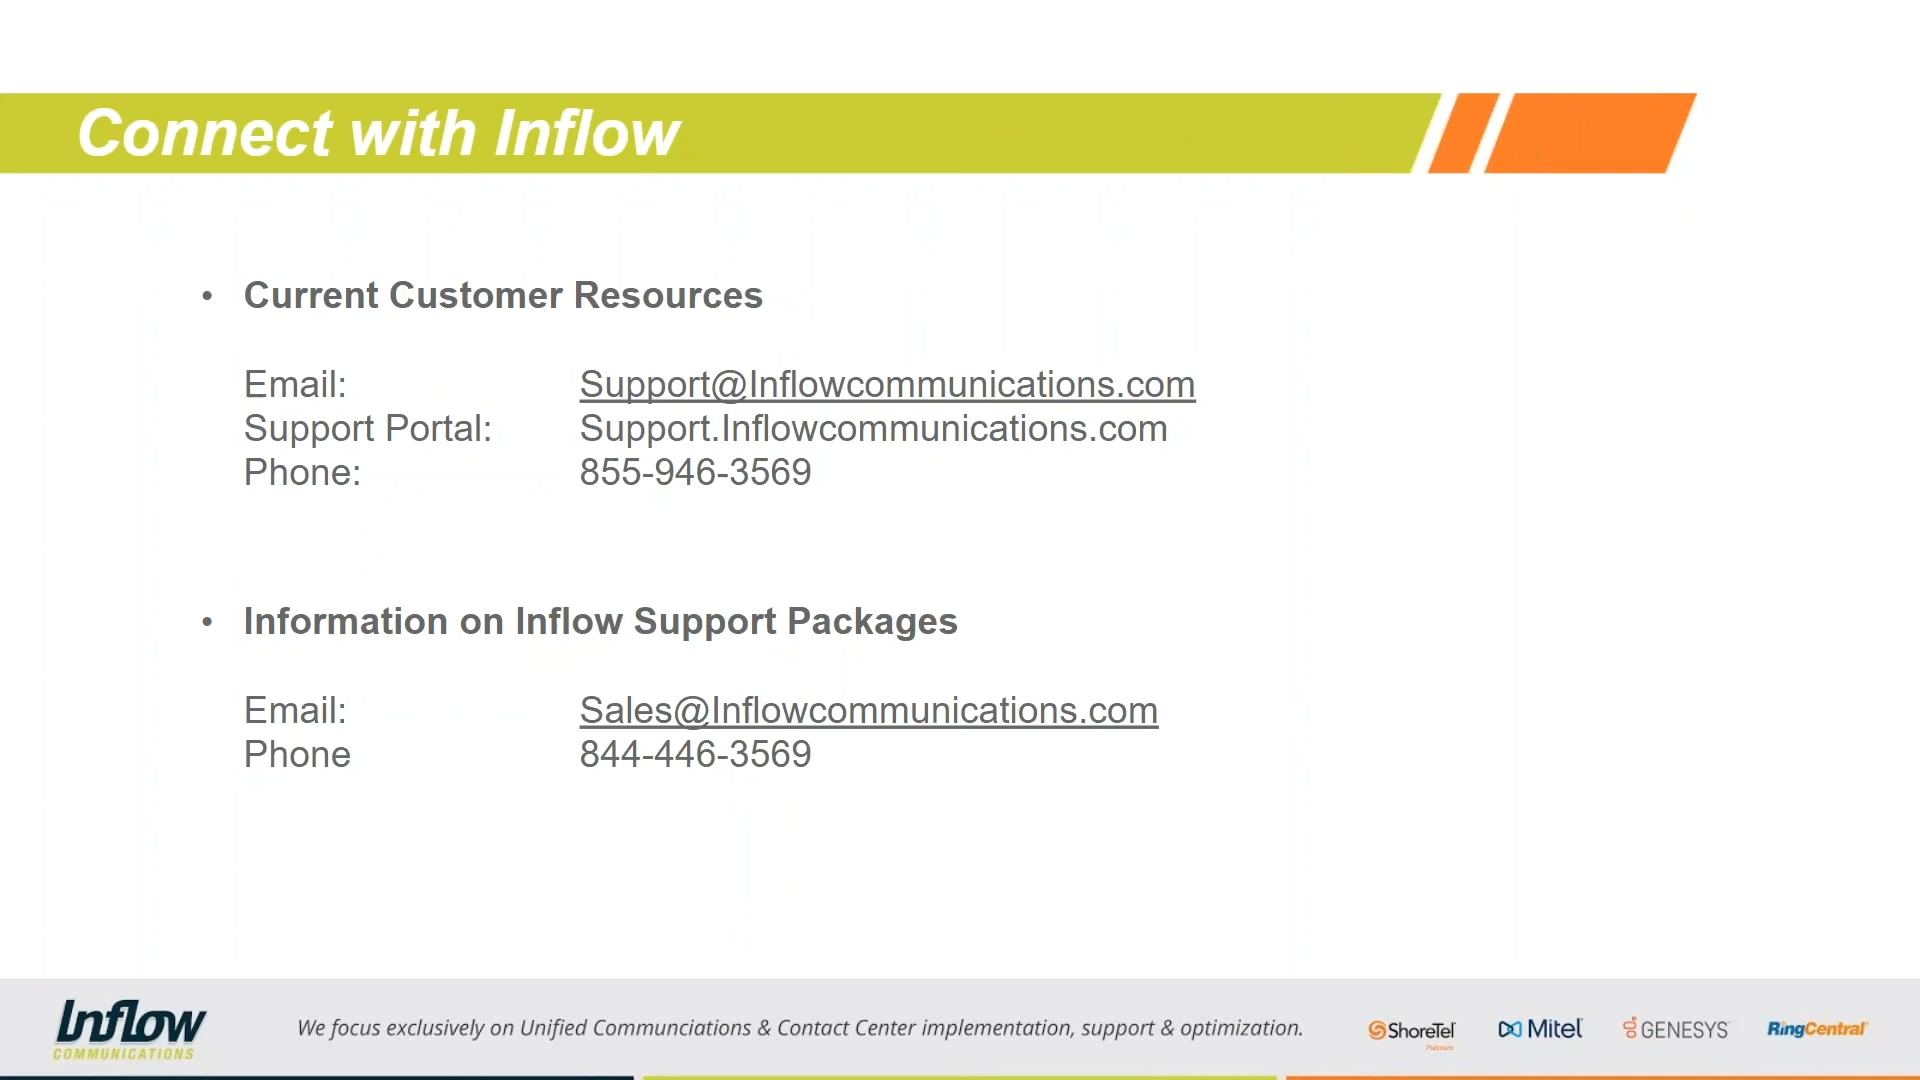 Connect with Inflow
• Current Customer Resources
Email: Support@Inflowcommunications.com
Support Portal: Support.Inflowcommunications.com
Phone: 855-946-3569
• Information on Inflow Support Packages
Email: Sales@Inflowcommunications.com
Phone 844-446-3569
Inflow
COMMUNICATIONS
We focus exclusively on Unified Communciations & Contact Center implementation, support & optimization.
ShoreTel
Platinum
Mitel
GENESYS
RingCentral